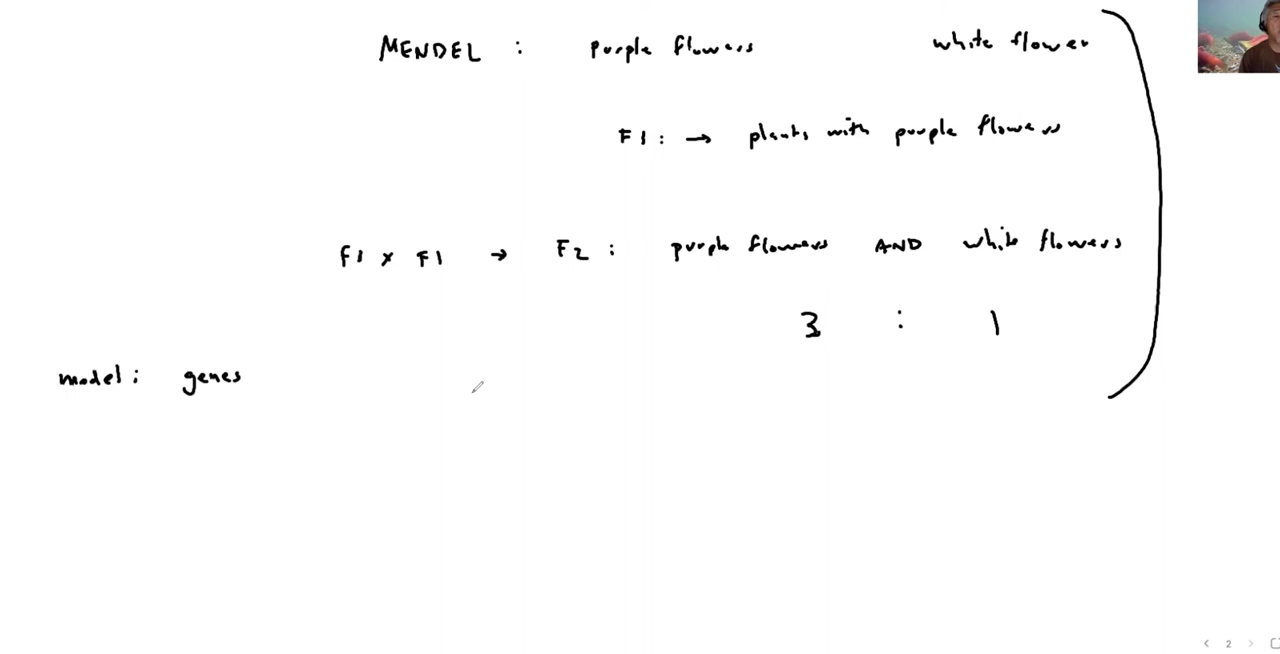 MENDEL : purple flowers white flower
F1 : → plants with purple flowers
F1 x F1 → F2 : purple flowers AND white flowers
3 : 1
model : genes
< 2 >